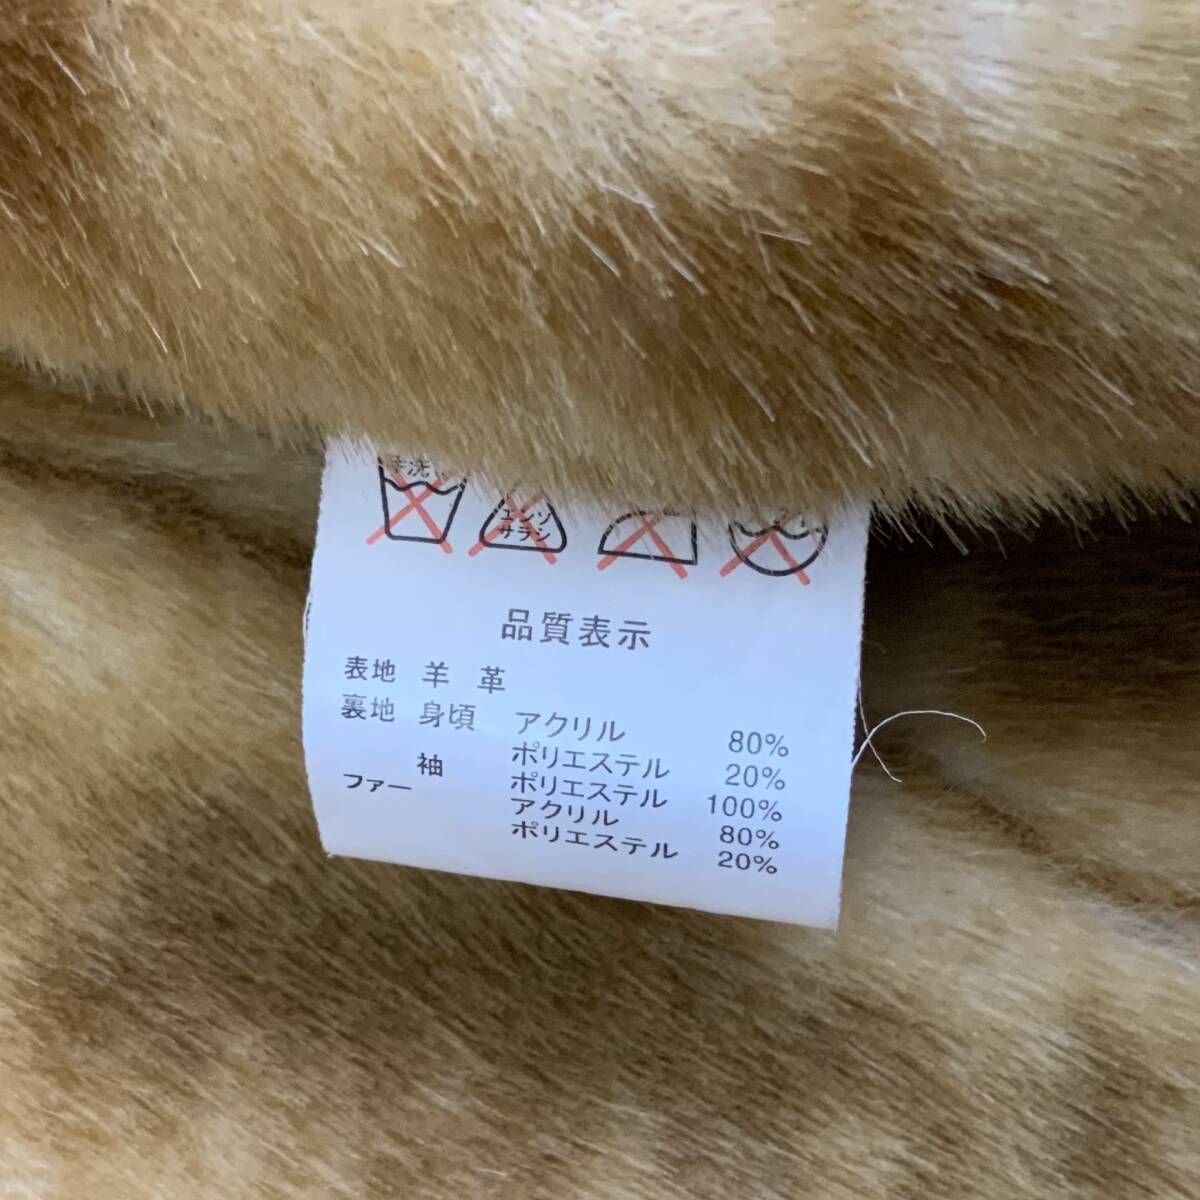 手洗イ
エンソ
サラシ
品質表示
表地 羊 革
裏地 身頃 アクリル 80%
ポリエステル 20%
袖 ポリエステル 100%
ファー アクリル 80%
ポリエステル 20%